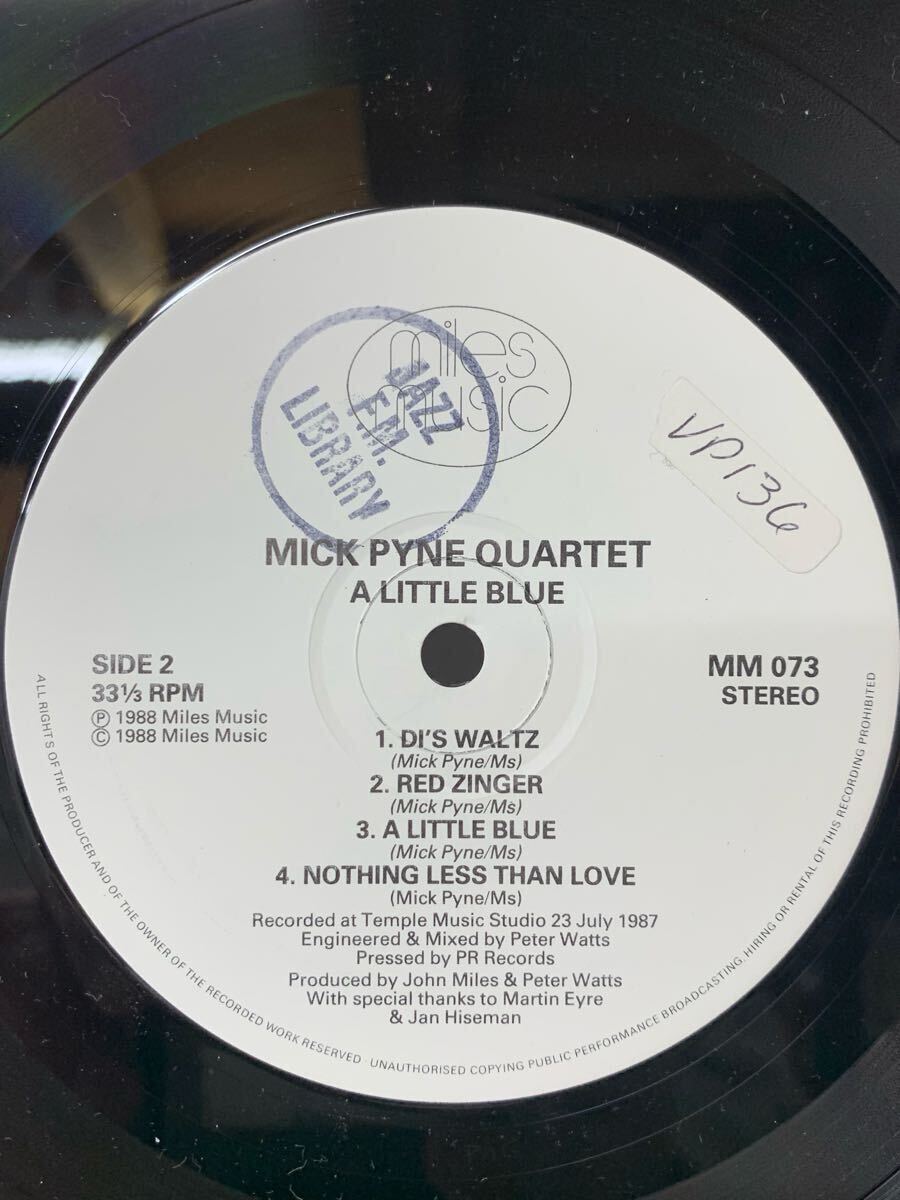 miles
music
JAZZ
F.M.
LIBRARY
VP136
MICK PYNE QUARTET
A LITTLE BLUE
SIDE 2
33⅓ RPM
Ⓟ 1988 Miles Music
© 1988 Miles Music
MM 073
STEREO
1. DI'S WALTZ
(Mick Pyne/Ms)
2. RED ZINGER
(Mick Pyne/Ms)
3. A LITTLE BLUE
(Mick Pyne/Ms)
4. NOTHING LESS THAN LOVE
(Mick Pyne/Ms)
Recorded at Temple Music Studio 23 July 1987
Engineered & Mixed by Peter Watts
Pressed by PR Records
Produced by John Miles & Peter Watts
With special thanks to Martin Eyre
& Jan Hiseman
ALL RIGHTS OF THE PRODUCER AND OF THE OWNER OF THE RECORDED WORK RESERVED · UNAUTHORISED COPYING PUBLIC PERFORMANCE BROADCASTING, HIRING OR RENTAL OF THIS RECORDING PROHIBITED